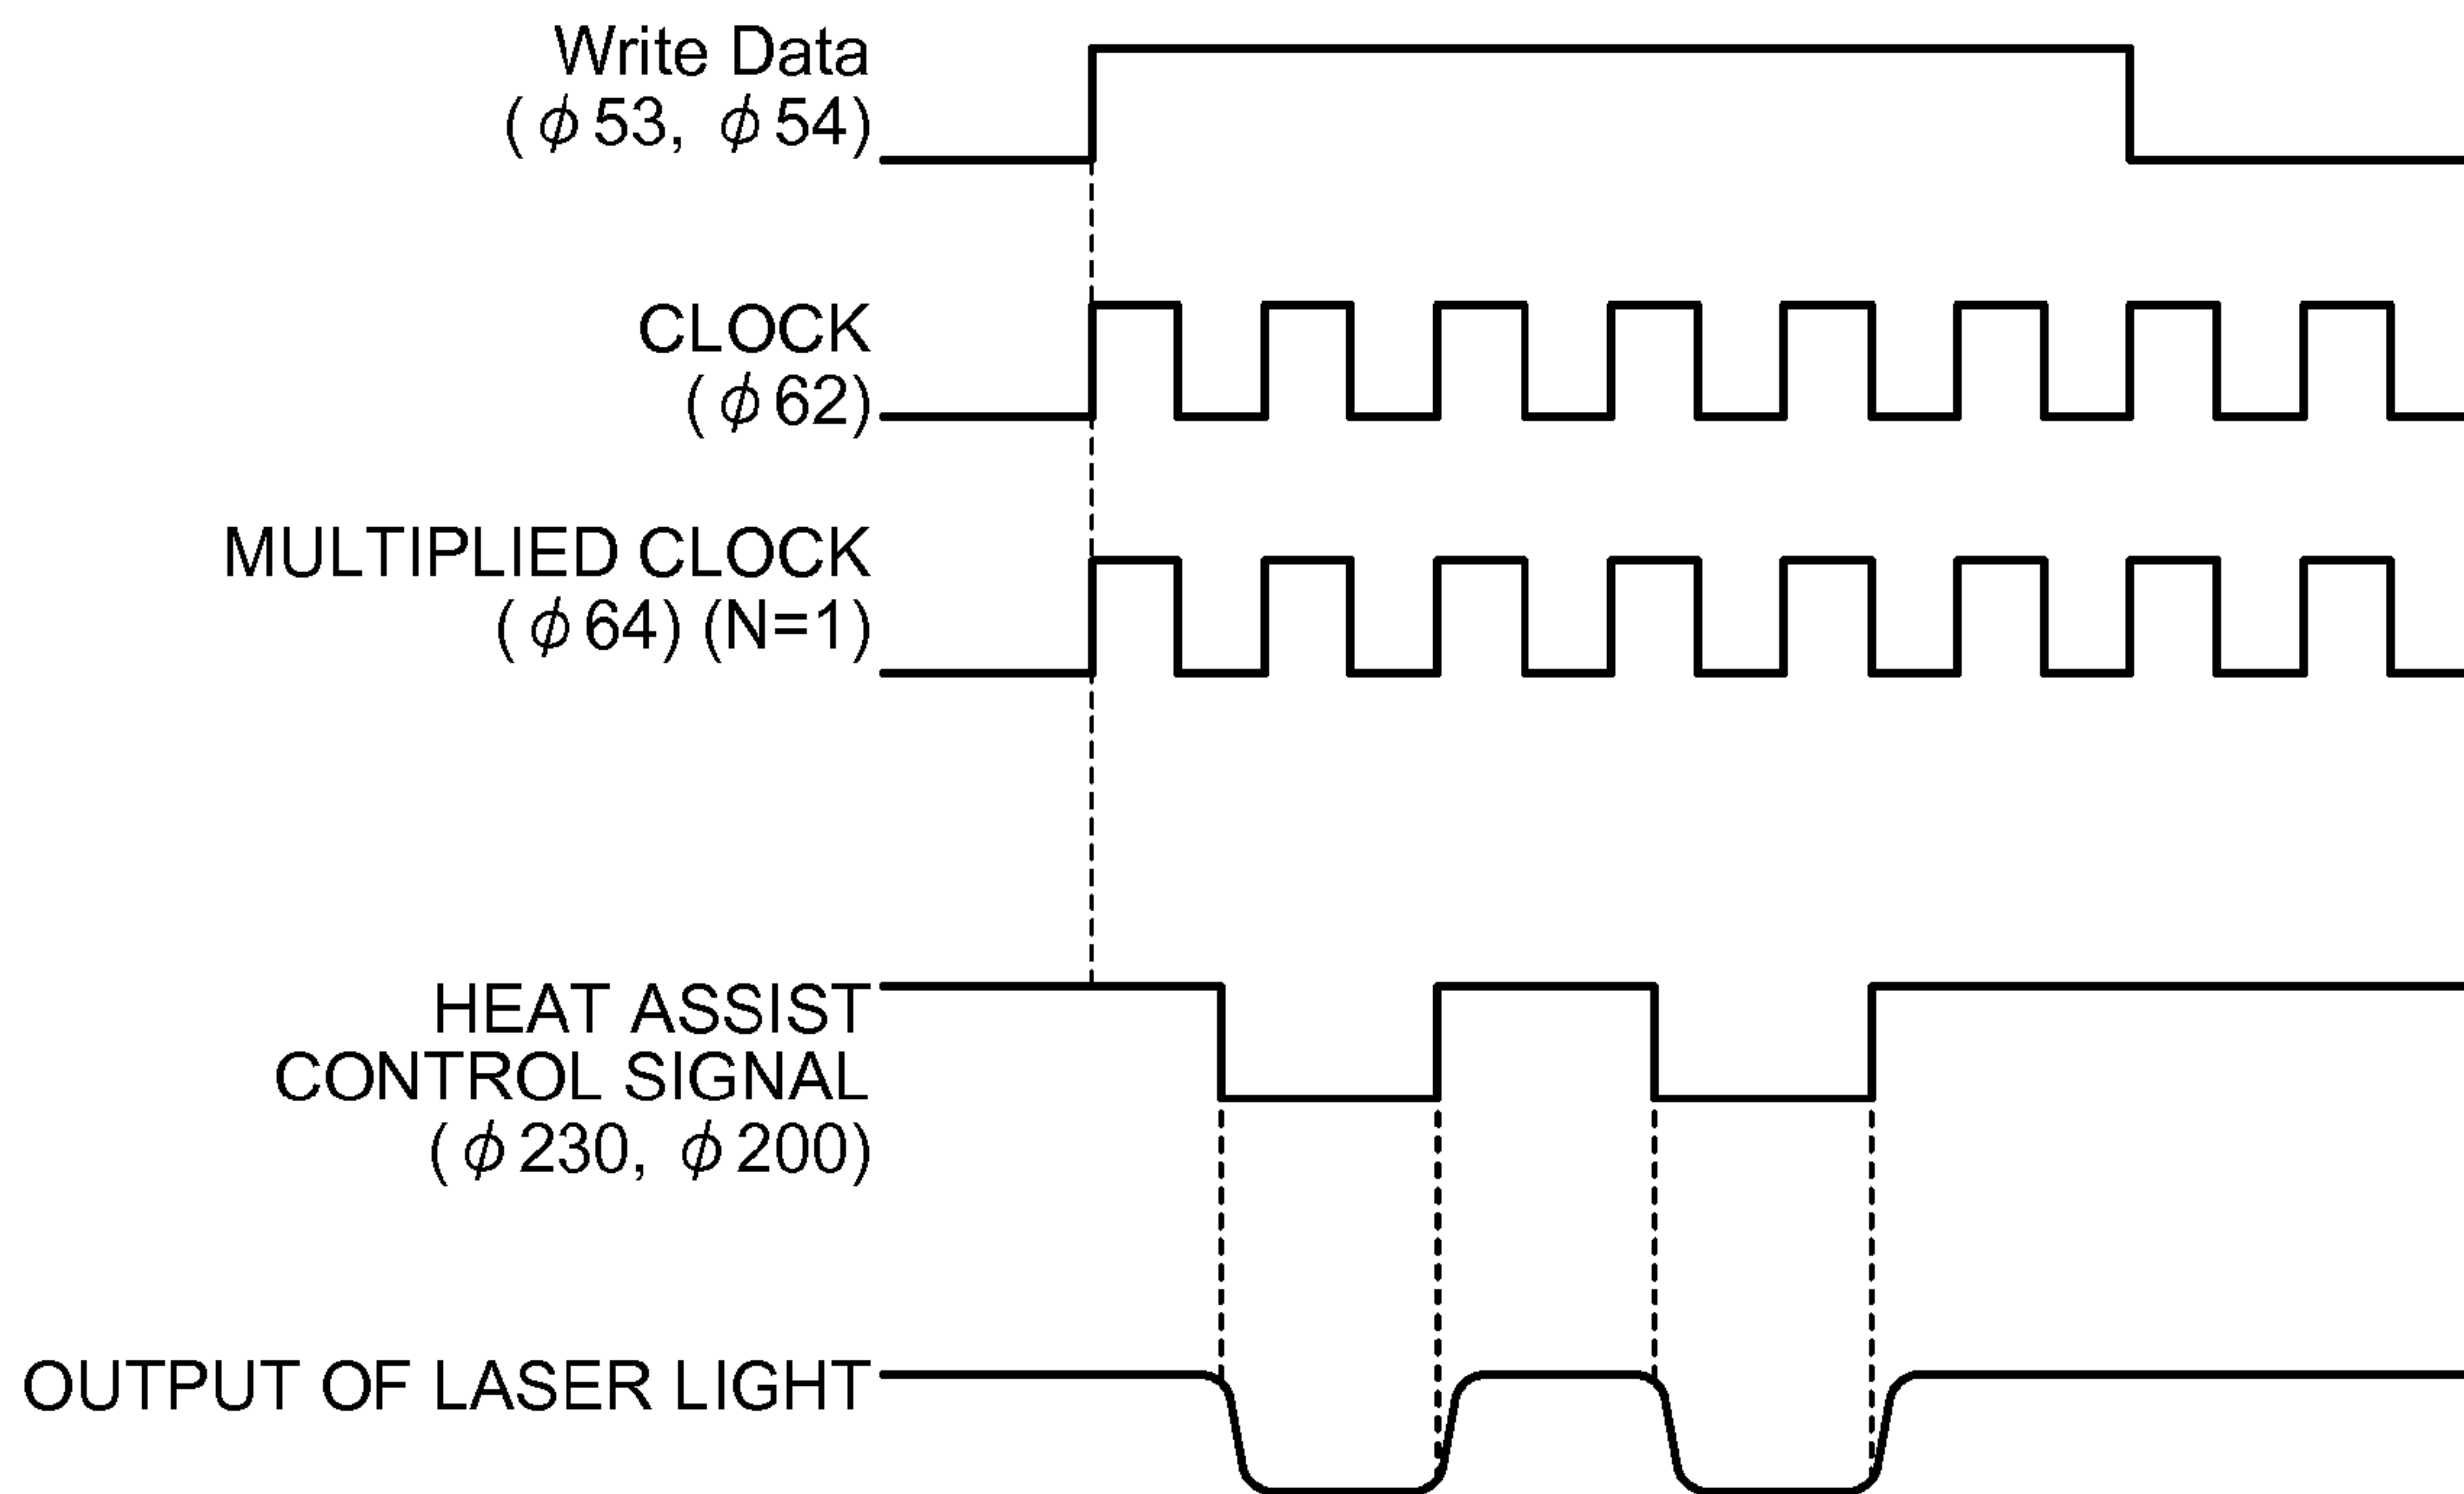 Write Data
(ϕ53, ϕ54)
CLOCK
(ϕ62)
MULTIPLIED CLOCK
(ϕ64) (N=1)
HEAT ASSIST
CONTROL SIGNAL
(ϕ230, ϕ200)
OUTPUT OF LASER LIGHT